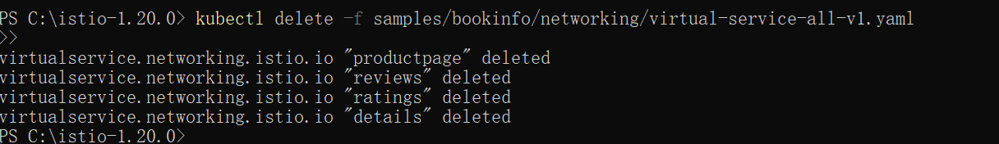 PS C:\istio-1.20.0> kubectl delete -f samples/bookinfo/networking/virtual-service-all-v1.yaml
>>
virtualservice.networking.istio.io "productpage" deleted
virtualservice.networking.istio.io "reviews" deleted
virtualservice.networking.istio.io "ratings" deleted
virtualservice.networking.istio.io "details" deleted
PS C:\istio-1.20.0>